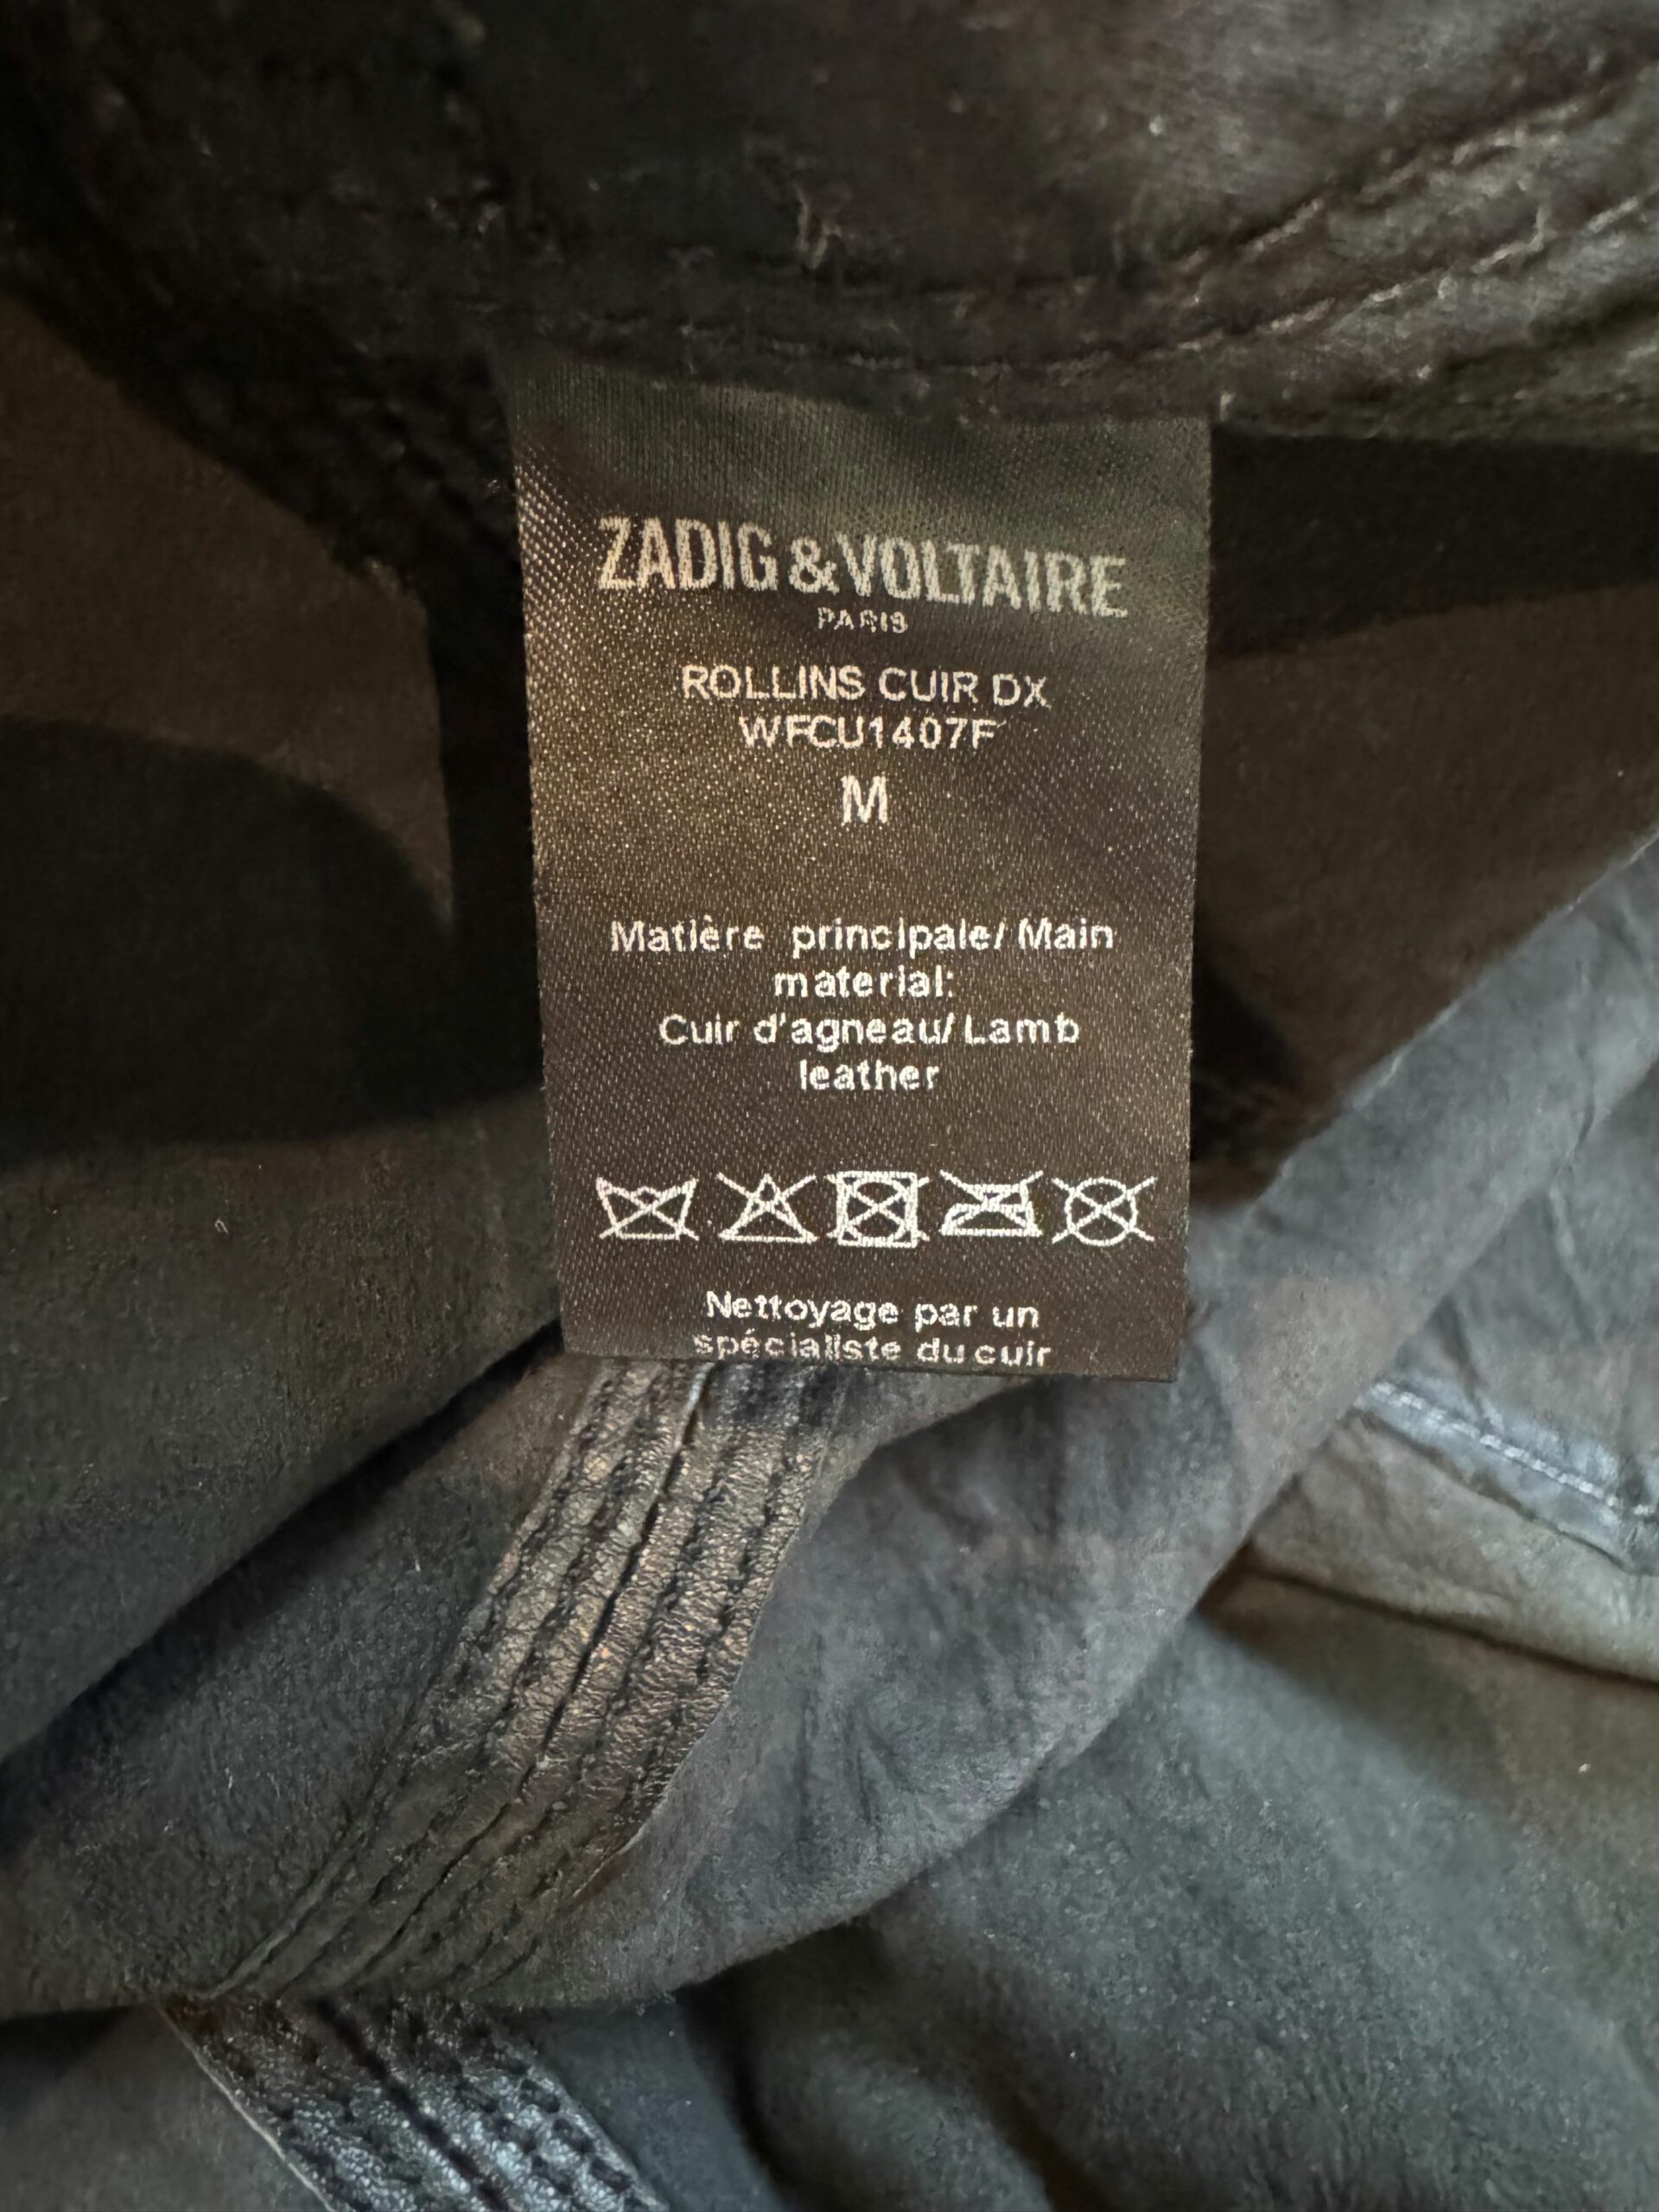 ZADIG & VOLTAIRE
PARIS
ROLLINS CUIR DX
WFCU1407F
M
Matière principale/ Main
material:
Cuir d'agneau/ Lamb
leather
Nettoyage par un
spécialiste du cuir